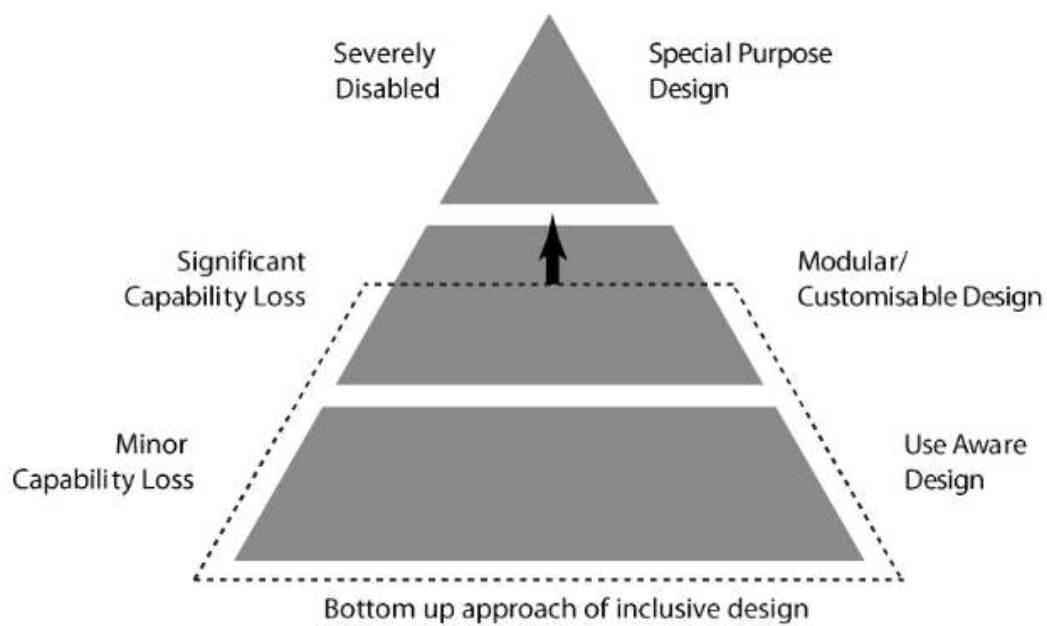 Severely
Disabled
Special Purpose
Design
Significant
Capability Loss
Modular/
Customisable Design
Minor
Capability Loss
Use Aware
Design
Bottom up approach of inclusive design